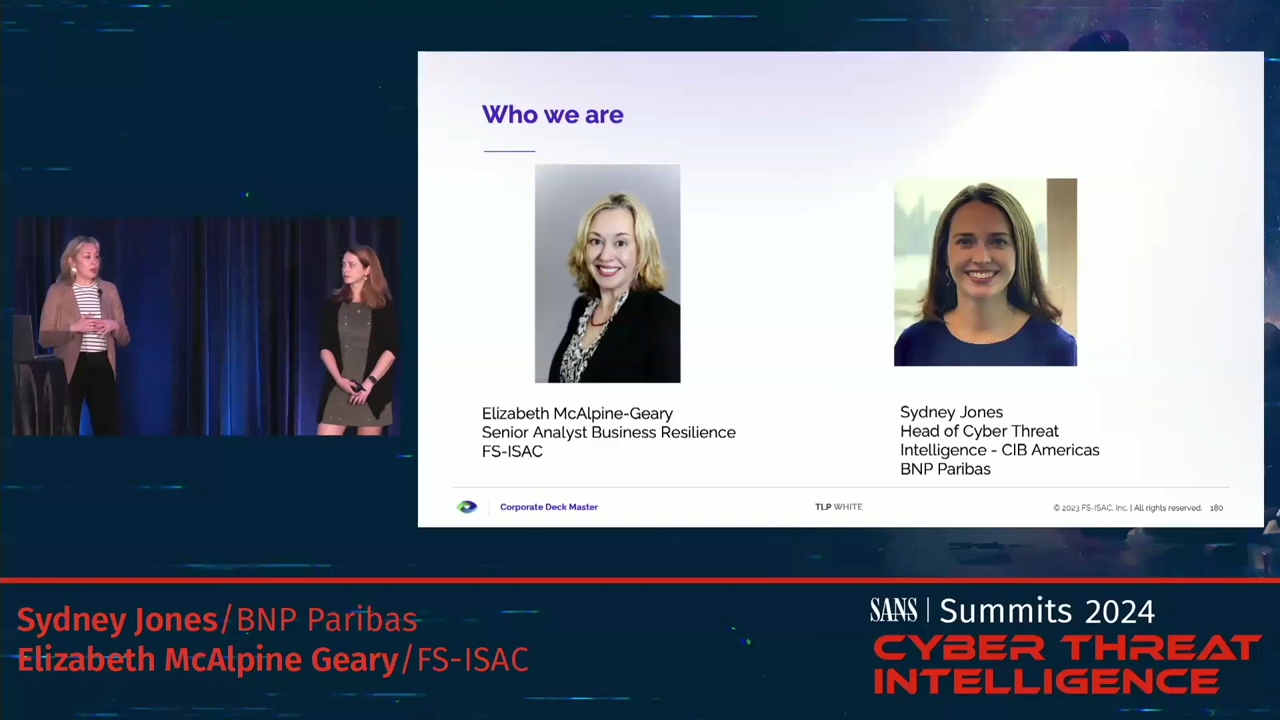 Who we are
Elizabeth McAlpine-Geary
Senior Analyst Business Resilience
FS-ISAC
Sydney Jones
Head of Cyber Threat
Intelligence - CIB Americas
BNP Paribas
Corporate Deck Master
TLP WHITE
© 2023 FS-ISAC, Inc. | All rights reserved. 180
Sydney Jones/BNP Paribas
Elizabeth McAlpine Geary/FS-ISAC
SANS | Summits 2024
CYBER THREAT
INTELLIGENCE